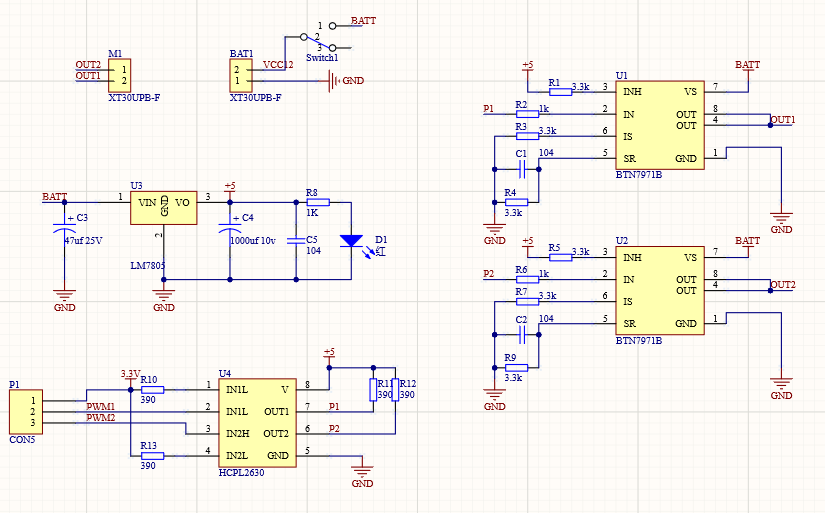 M1
OUT2
OUT1
1
2
XT30UPB-F
BAT1
2
1
VCC12
XT30UPB-F
GND
1
2
3
BATT
Switch1
+5
R1
3.3k
P1
R2
1k
R3
3.3k
C1
104
R4
3.3k
GND
U1
3
INH
2
IN
6
IS
5
SR
VS
7
OUT
8
OUT
4
GND
1
BTN7971B
BATT
OUT1
GND
BATT
C3
+
47uf 25V
GND
1
U3
VIN
GND
VO
2
3
LM7805
GND
+5
+
C4
1000uf 10v
C5
104
R8
1K
D1
红
+5
R5
3.3k
P2
R6
1k
R7
3.3k
C2
104
R9
3.3k
GND
U2
3
INH
2
IN
6
IS
5
SR
VS
7
OUT
8
OUT
4
GND
1
BTN7971B
BATT
OUT2
GND
P1
1
2
3
CON5
3.3V
PWM1
PWM2
R10
390
R13
390
U4
1
IN1L
2
IN1L
3
IN2H
4
IN2L
V
8
OUT1
7
OUT2
6
GND
5
HCPL2630
+5
P1
P2
R11
390
R12
390
GND